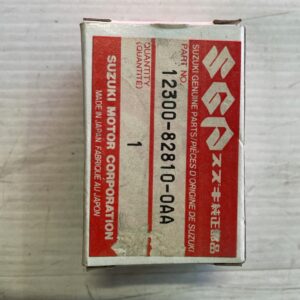 SGP スズキ純正部品
SUZUKI GENUINE PARTS/PIÈCES D'ORIGINE DE SUZUKI
PART NO.
12300-82810-0AA
QUANTITY
(QUANTITÉ)
1
SUZUKI MOTOR CORPORATION
MADE IN JAPAN FABRIQUÉ AU JAPON